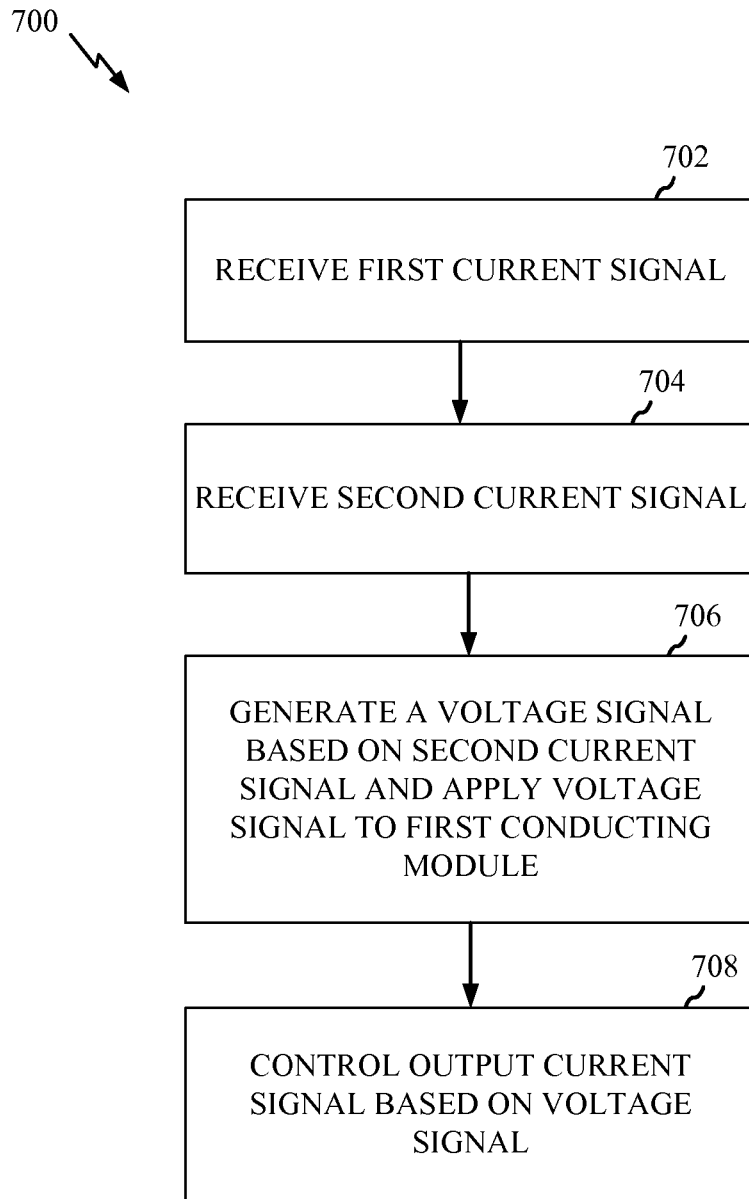 700
702
RECEIVE FIRST CURRENT SIGNAL
704
RECEIVE SECOND CURRENT SIGNAL
706
GENERATE A VOLTAGE SIGNAL
BASED ON SECOND CURRENT
SIGNAL AND APPLY VOLTAGE
SIGNAL TO FIRST CONDUCTING
MODULE
708
CONTROL OUTPUT CURRENT
SIGNAL BASED ON VOLTAGE
SIGNAL